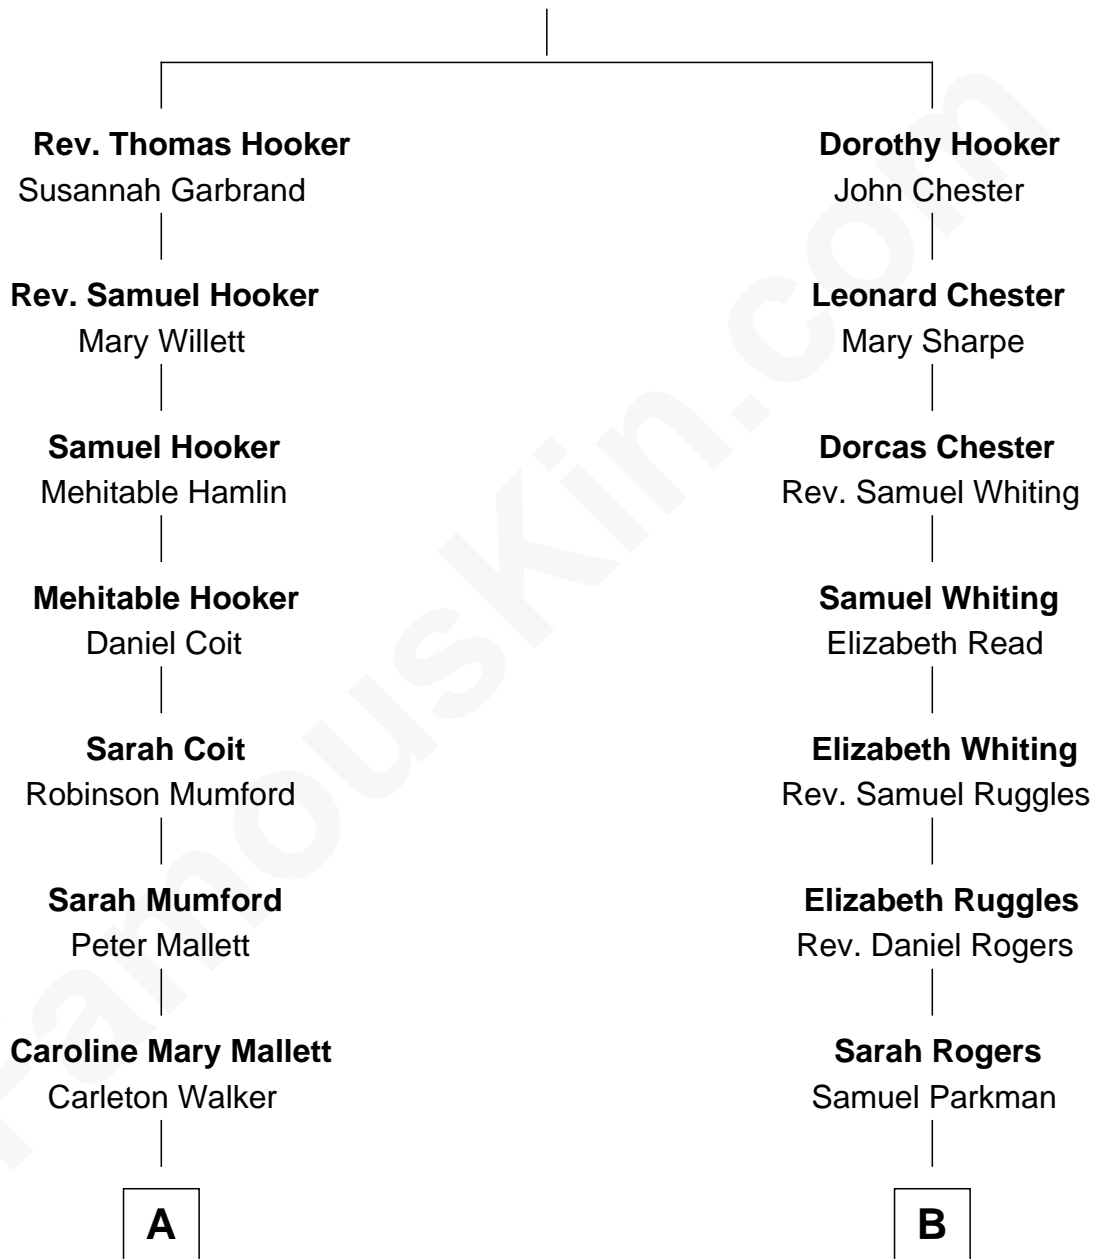 Rev. Thomas Hooker
Susannah Garbrand
Rev. Samuel Hooker
Mary Willett
Samuel Hooker
Mehitable Hamlin
Mehitable Hooker
Daniel Coit
Sarah Coit
Robinson Mumford
Sarah Mumford
Peter Mallett
Caroline Mary Mallett
Carleton Walker
A
Dorothy Hooker
John Chester
Leonard Chester
Mary Sharpe
Dorcas Chester
Rev. Samuel Whiting
Samuel Whiting
Elizabeth Read
Elizabeth Whiting
Rev. Samuel Ruggles
Elizabeth Ruggles
Rev. Daniel Rogers
Sarah Rogers
Samuel Parkman
B
FamousKin.com